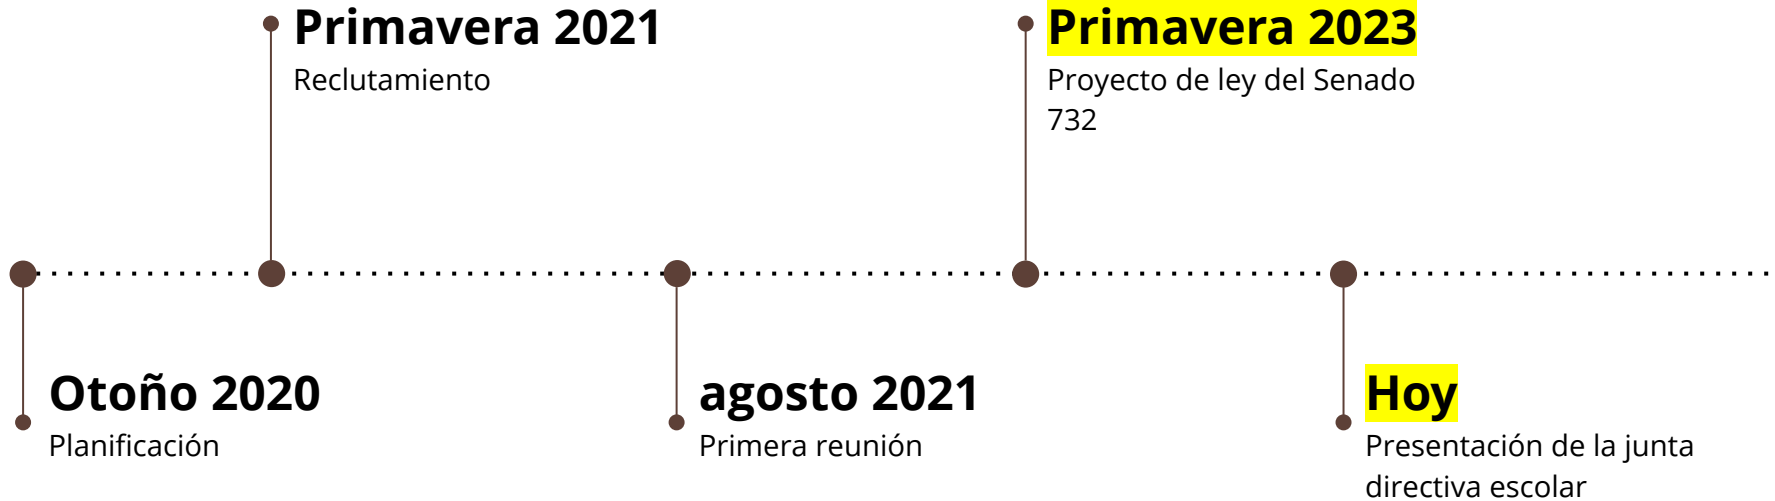 Primavera 2021
Reclutamiento
Primavera 2023
Proyecto de ley del Senado
732
Otoño 2020
Planificación
agosto 2021
Primera reunión
Hoy
Presentación de la junta
directiva escolar